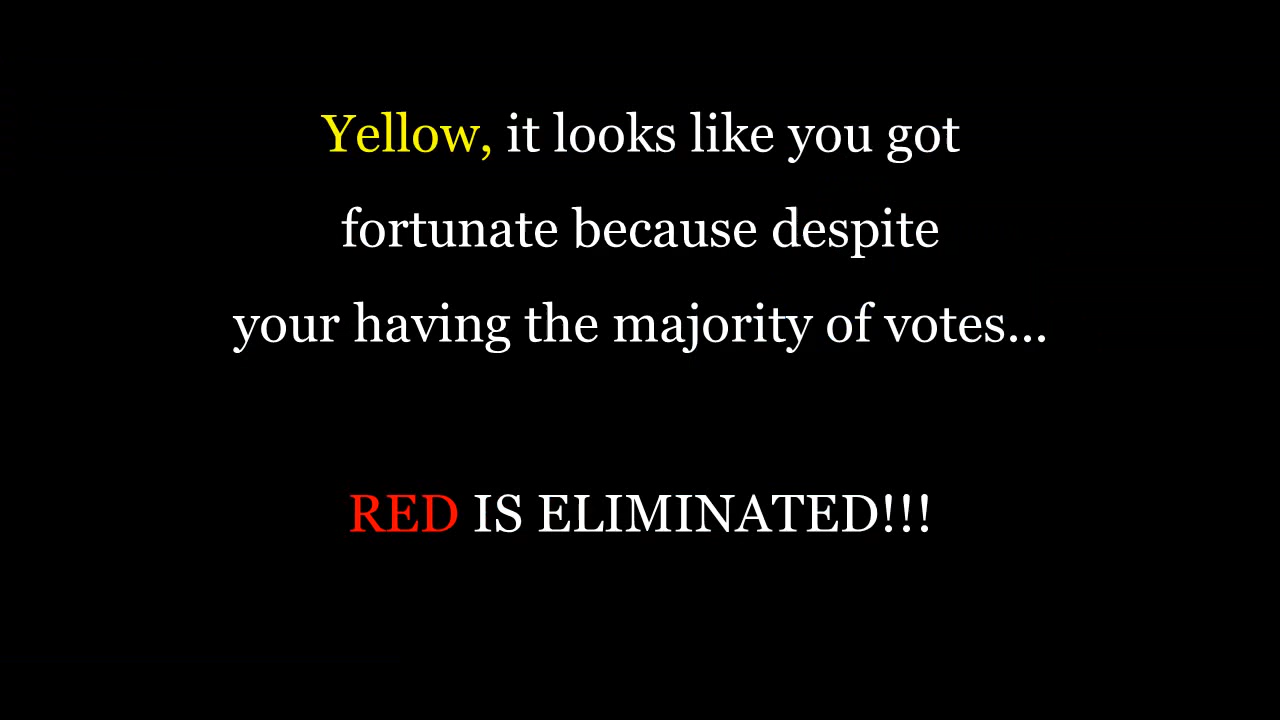 Yellow, it looks like you got
fortunate because despite
your having the majority of votes...
RED IS ELIMINATED!!!